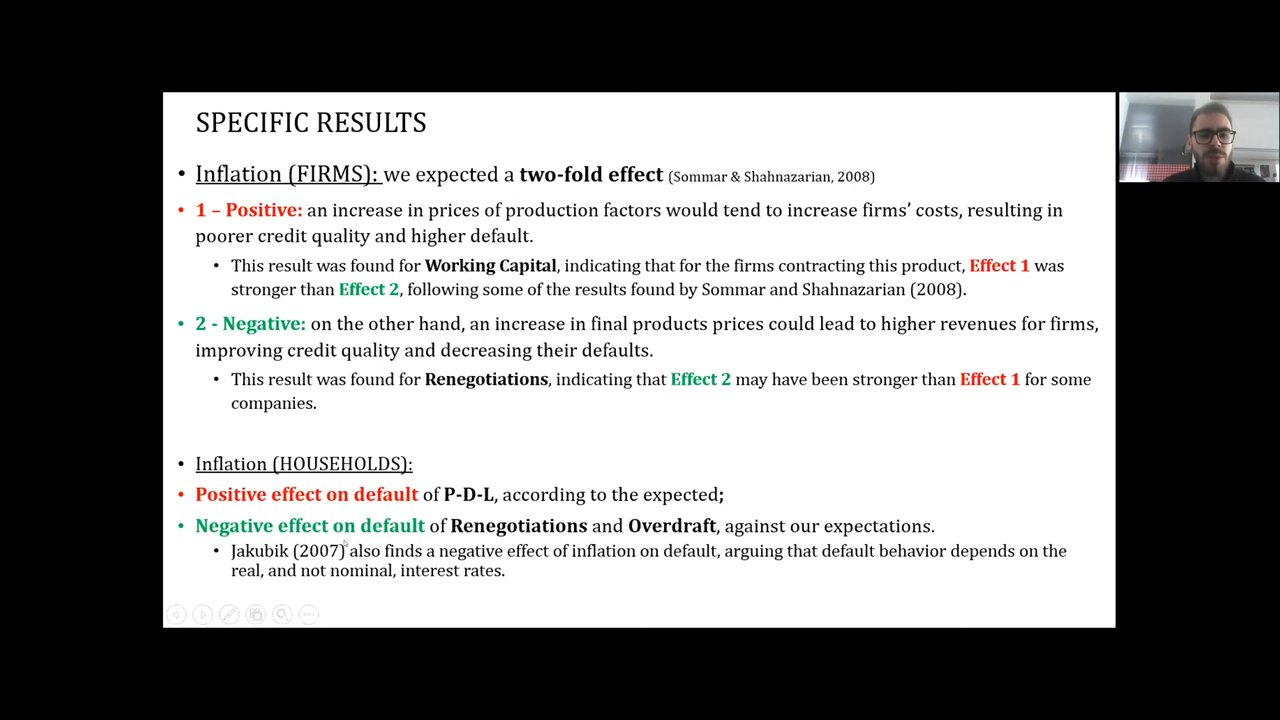 SPECIFIC RESULTS
• Inflation (FIRMS): we expected a two-fold effect (Sommar & Shahnazarian, 2008)
• 1 – Positive: an increase in prices of production factors would tend to increase firms’ costs, resulting in
poorer credit quality and higher default.
• This result was found for Working Capital, indicating that for the firms contracting this product, Effect 1 was
stronger than Effect 2, following some of the results found by Sommar and Shahnazarian (2008).
• 2 - Negative: on the other hand, an increase in final products prices could lead to higher revenues for firms,
improving credit quality and decreasing their defaults.
• This result was found for Renegotiations, indicating that Effect 2 may have been stronger than Effect 1 for some
companies.
• Inflation (HOUSEHOLDS):
• Positive effect on default of P-D-L, according to the expected;
• Negative effect on default of Renegotiations and Overdraft, against our expectations.
• Jakubik (2007) also finds a negative effect of inflation on default, arguing that default behavior depends on the
real, and not nominal, interest rates.